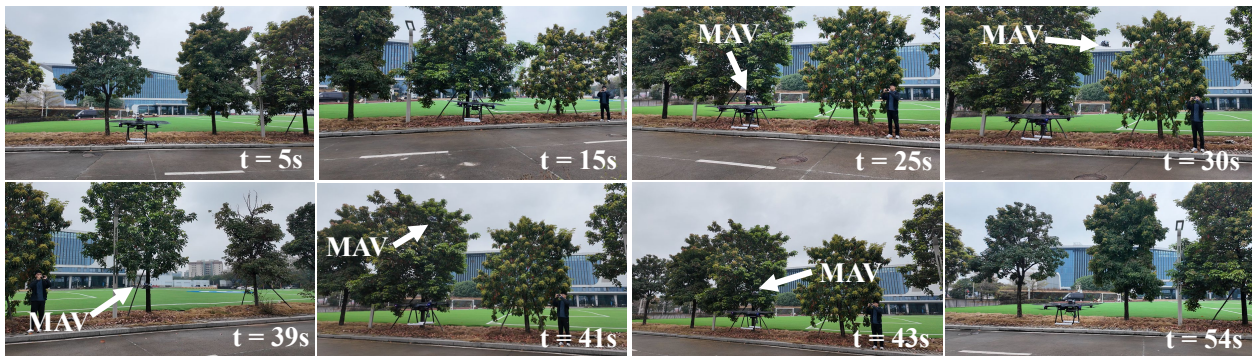 t = 5s
t = 15s
MAV
t = 25s
MAV
t = 30s
MAV
t = 39s
MAV
t = 41s
MAV
t = 43s
t = 54s